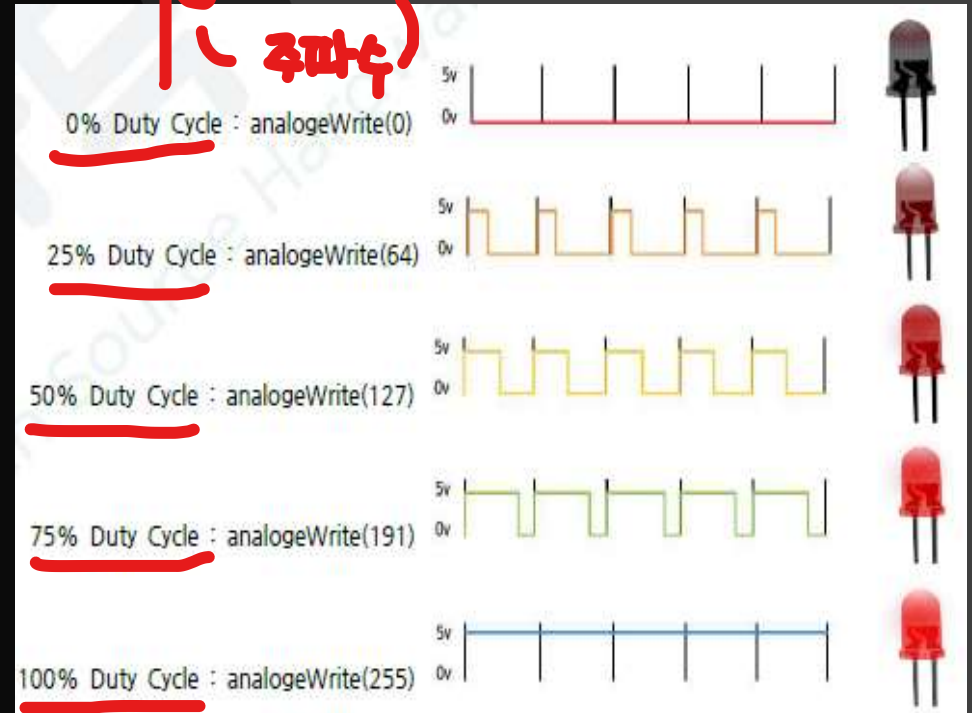 (주파수)
5v
0% Duty Cycle : analogeWrite(0)
0v
5v
25% Duty Cycle : analogeWrite(64)
0v
5v
50% Duty Cycle : analogeWrite(127)
0v
5v
75% Duty Cycle : analogeWrite(191)
0v
5v
100% Duty Cycle : analogeWrite(255)
0v
Source Hard